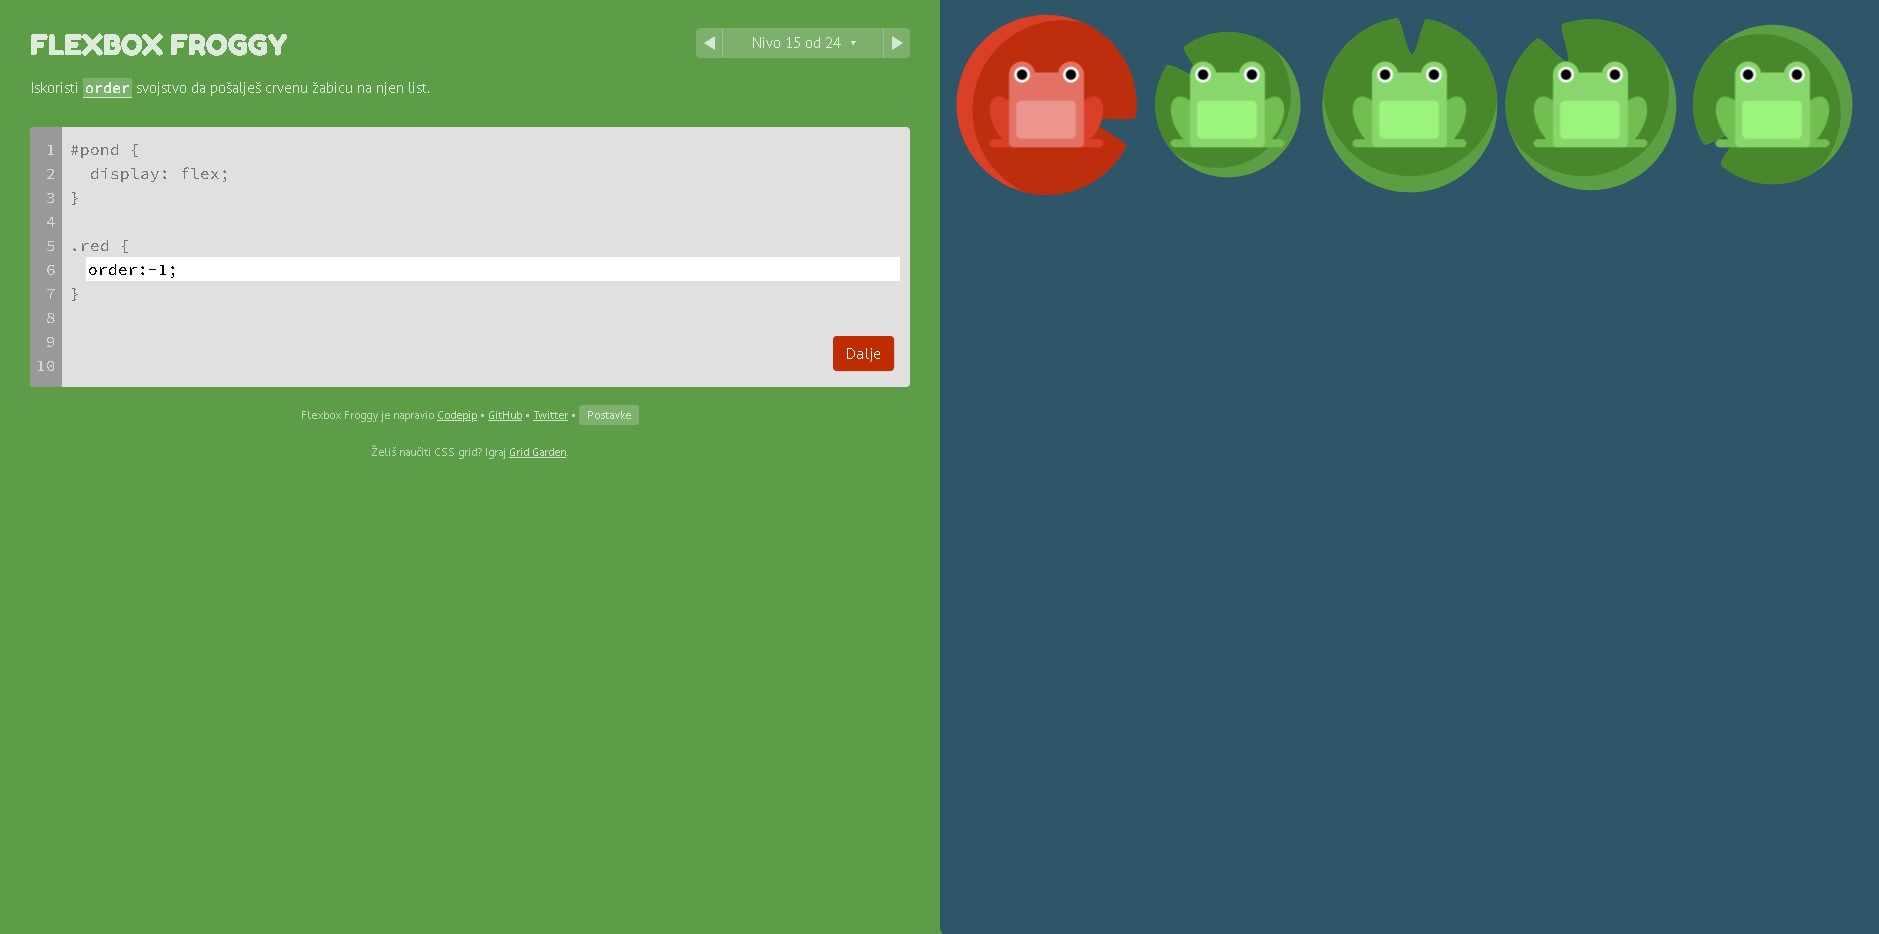 FLEXBOX FROGGY
Nivo 15 od 24
Iskoristi order svojstvo da pošalješ crvenu žabicu na njen list.
1 #pond {
2 display: flex;
3 }
4
5 .red {
6 order:-1;
7 }
8
9
10
Dalje
Flexbox Froggy je napravio Codepip • GitHub • Twitter • Postavke
Želiš naučiti CSS grid? Igraj Grid Garden.